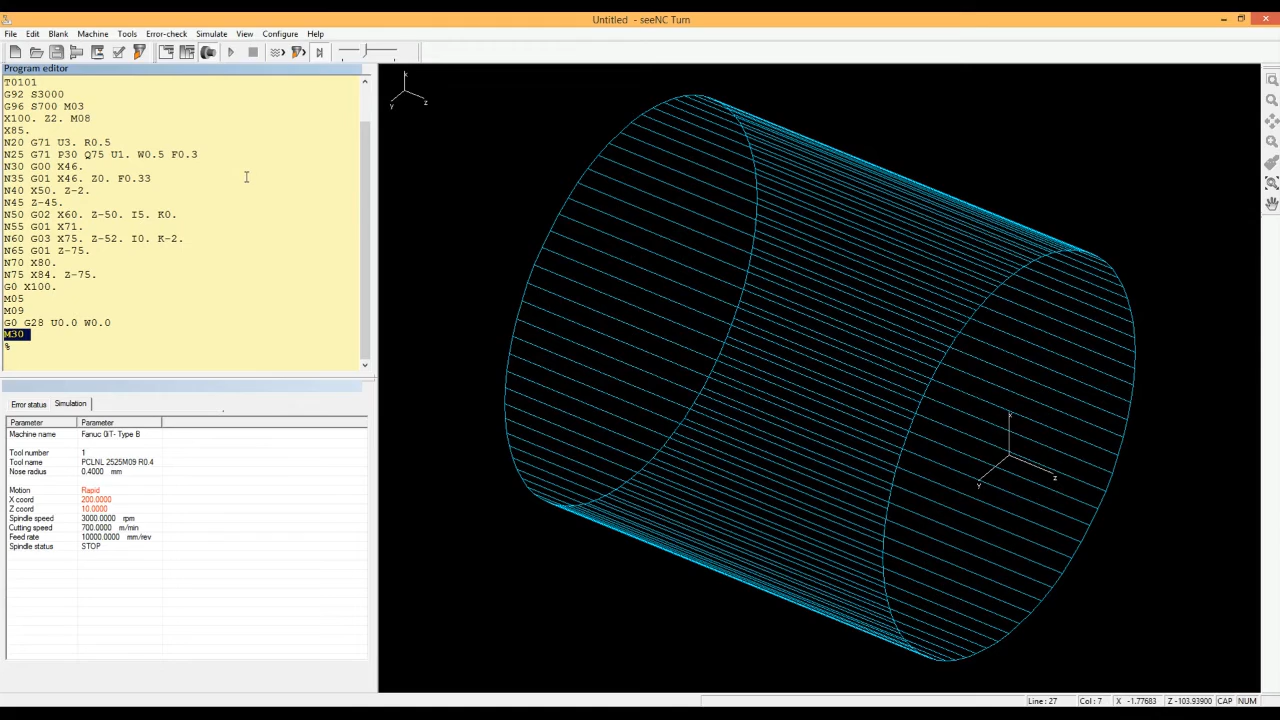 Untitled - seeNC Turn
File Edit Blank Machine Tools Error-check Simulate View Configure Help
Program editor
T0101
G92 S3000
G96 S700 M03
X100. Z2. M08
X85.
N20 G71 U3. R0.5
N25 G71 P30 Q75 U1. W0.5 F0.3
N30 G00 X46.
N35 G01 X46. Z0. F0.33
N40 X50. Z-2.
N45 Z-45.
N50 G02 X60. Z-50. I5. K0.
N55 G01 X71.
N60 G03 X75. Z-52. I0. K-2.
N65 G01 Z-75.
N70 X80.
N75 X84. Z-75.
G0 X100.
M05
M09
G0 G28 U0.0 W0.0
M30
%
Error status Simulation
Parameter Parameter
Machine name Fanuc 0iT- Type B
Tool number 1
Tool name PCLNL 2525M09 R0.4
Nose radius 0.4000 mm
Motion Rapid
X coord 200.0000
Z coord 10.0000
Spindle speed 3000.0000 rpm
Cutting speed 700.0000 m/min
Feed rate 10000.0000 mm/rev
Spindle status STOP
x
y z
x
y z
Line : 27 Col : 7 X -1.77683 Z -103.93900 CAP NUM